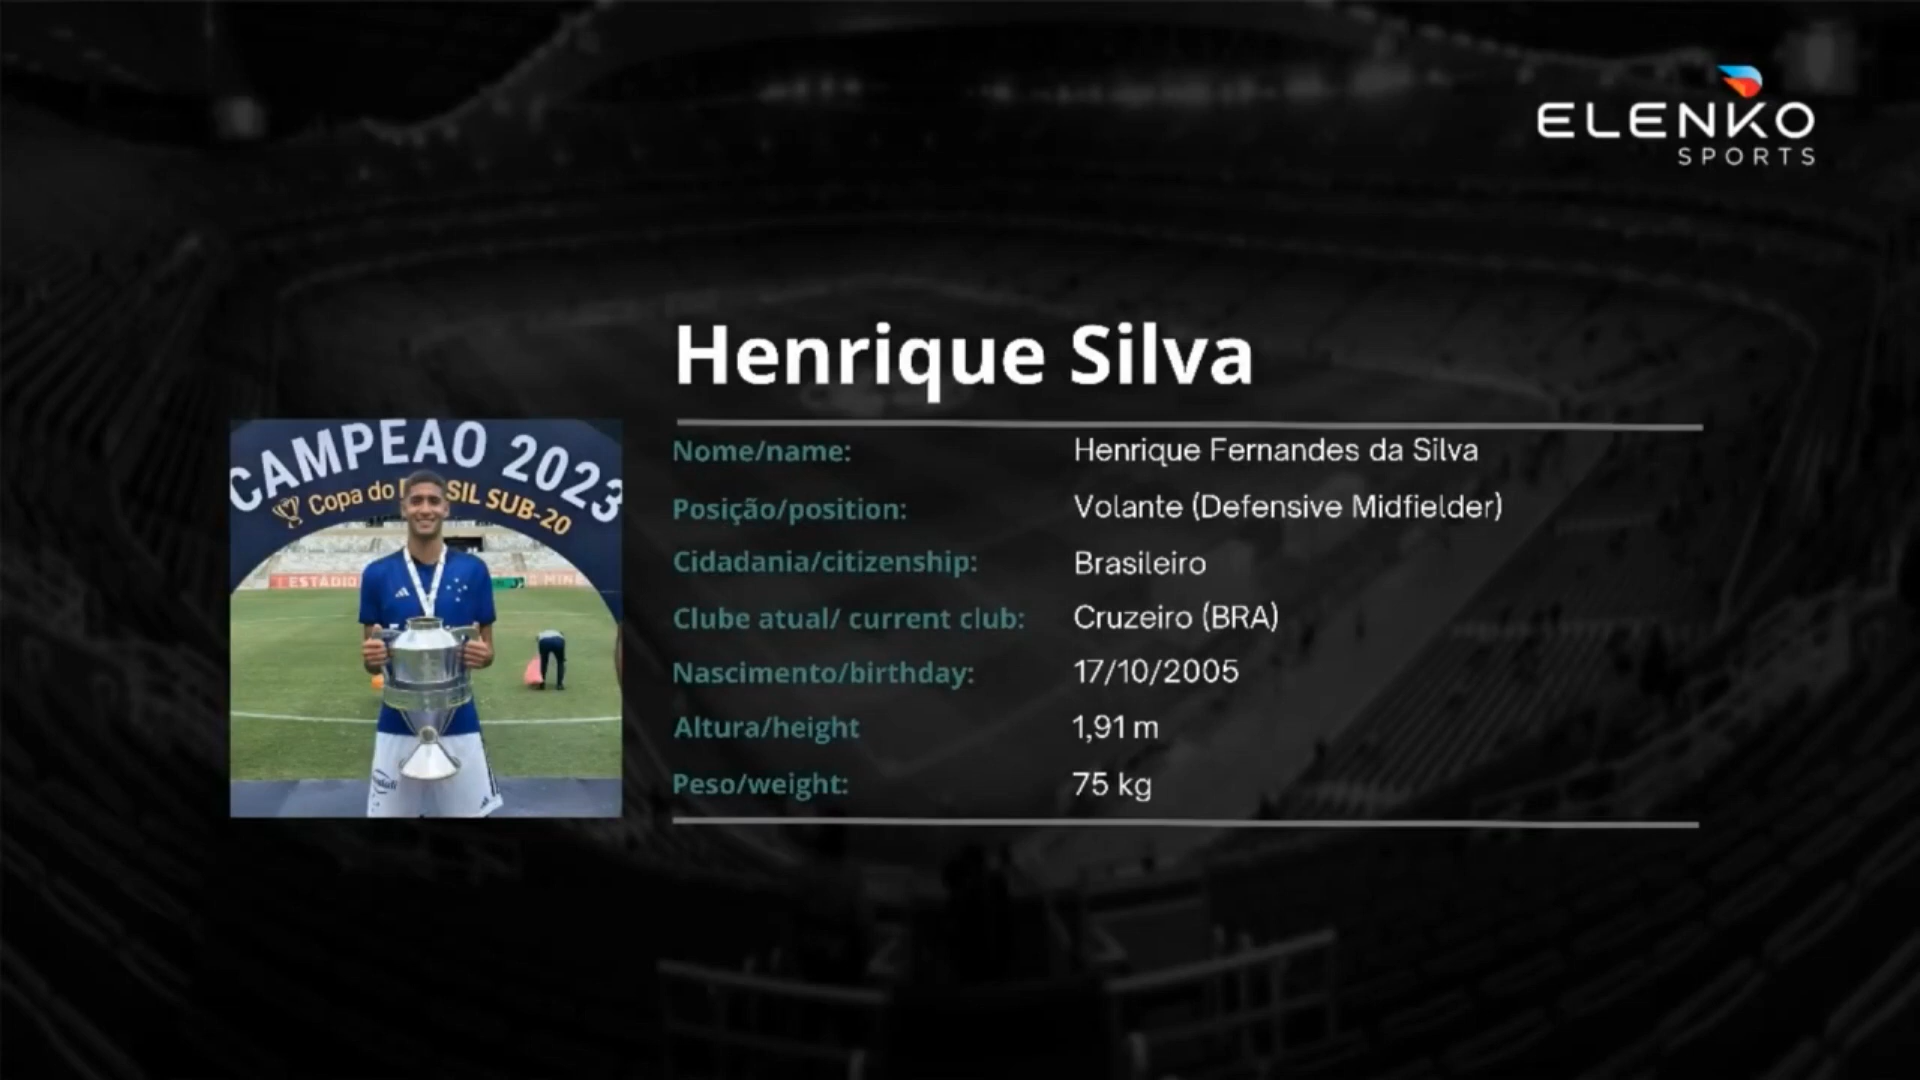 ELENKO
SPORTS
Henrique Silva
CAMPEAO 2023
Copa do B SIL SUB-20
ESTÁDIO
O MINE
Nome/name: Henrique Fernandes da Silva
Posição/position: Volante (Defensive Midfielder)
Cidadania/citizenship: Brasileiro
Clube atual/ current club: Cruzeiro (BRA)
Nascimento/birthday: 17/10/2005
Altura/height 1,91 m
Peso/weight: 75 kg